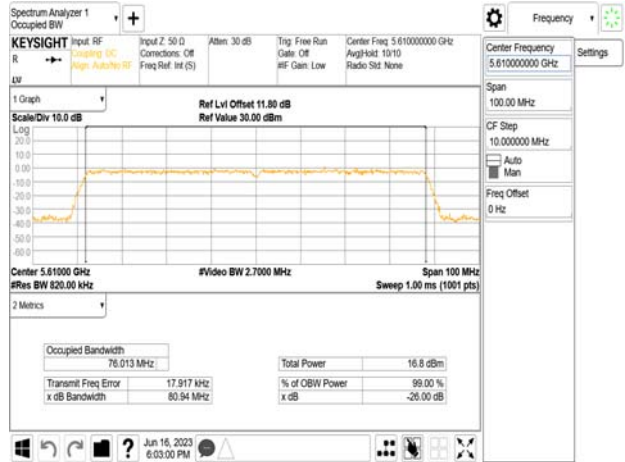 Spectrum Analyzer 1
Occupied BW
+
Frequency
KEYSIGHT
R
Input: RF
Coupling: DC
Align: Auto/No RF
Input Z: 50 Ω
Corrections: Off
Freq Ref: Int (S)
Atten: 30 dB
Trig: Free Run
Gate: Off
#IF Gain: Low
Center Freq: 5.610000000 GHz
Avg|Hold: 10/10
Radio Std: None
Center Frequency
5.610000000 GHz
Settings
Span
100.00 MHz
CF Step
10.000000 MHz
Auto
Man
Freq Offset
0 Hz
1 Graph
Scale/Div 10.0 dB
Ref Lvl Offset 11.80 dB
Ref Value 30.00 dBm
Log
20.0
10.0
0.00
-10.0
-20.0
-30.0
-40.0
-50.0
-60.0
Center 5.61000 GHz
#Res BW 820.00 kHz
#Video BW 2.7000 MHz
Span 100 MHz
Sweep 1.00 ms (1001 pts)
2 Metrics
Occupied Bandwidth
76.013 MHz
Total Power 16.8 dBm
Transmit Freq Error 17.917 kHz
% of OBW Power 99.00 %
x dB Bandwidth 80.94 MHz
x dB -26.00 dB
?
Jun 16, 2023
6:03:00 PM